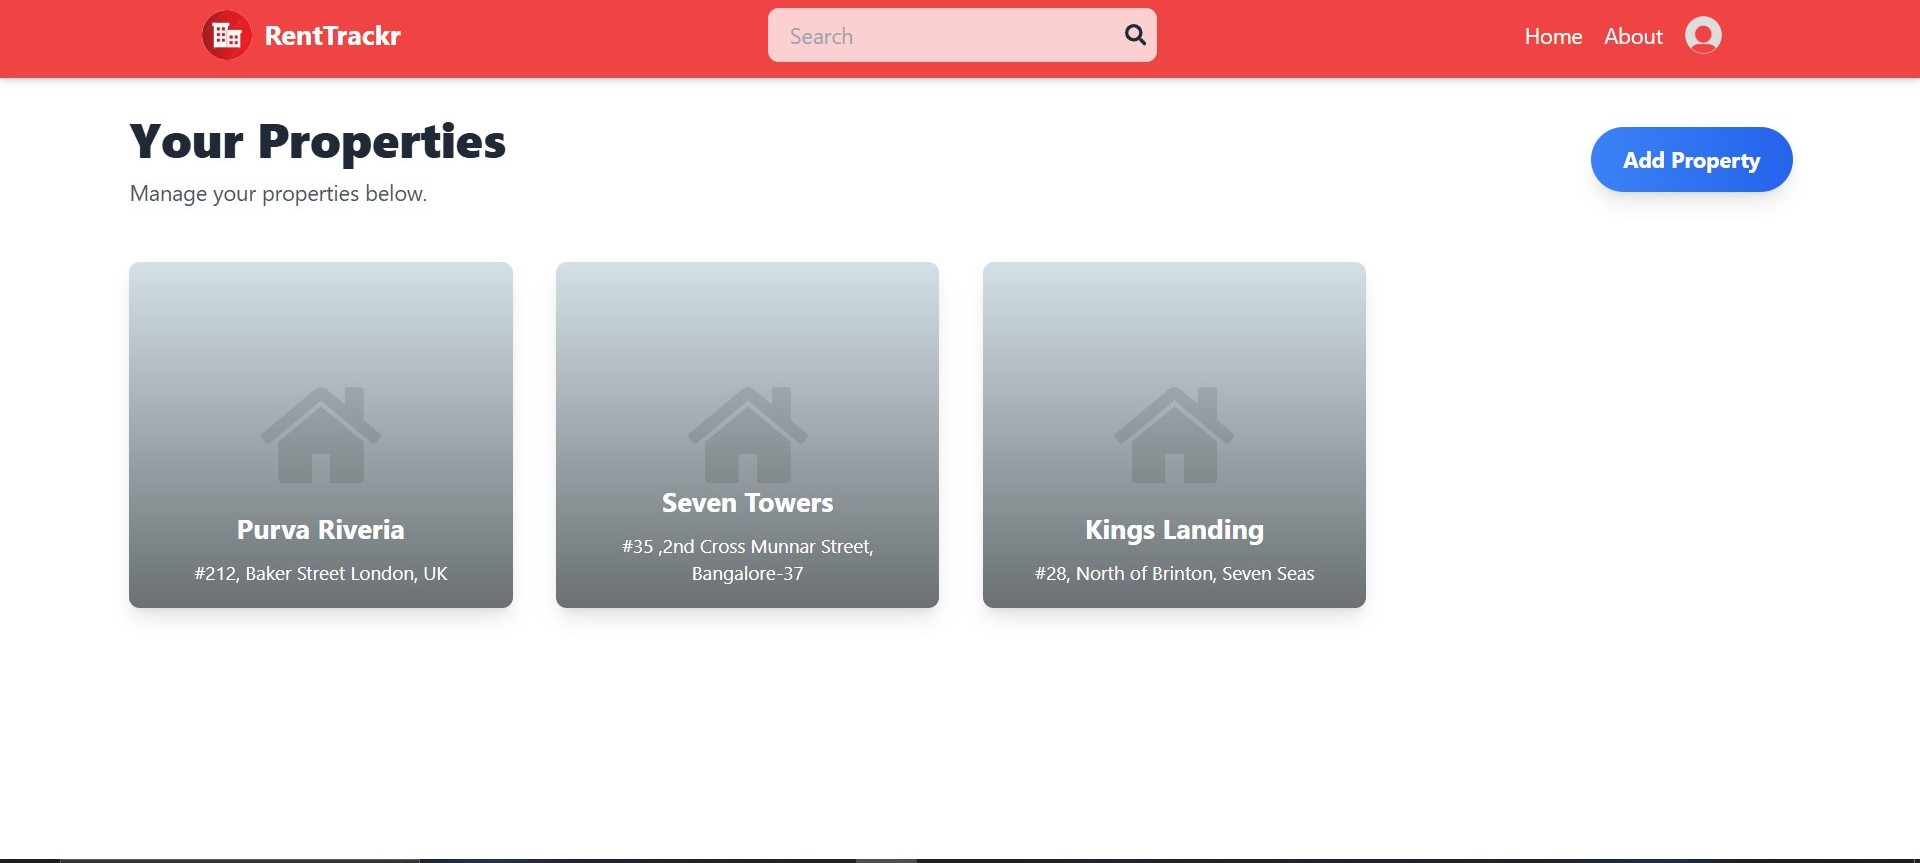 RentTrackr
Search
Home
About
Your Properties
Manage your properties below.
Add Property
Purva Riveria
#212, Baker Street London, UK
Seven Towers
#35 ,2nd Cross Munnar Street,
Bangalore-37
Kings Landing
#28, North of Brinton, Seven Seas